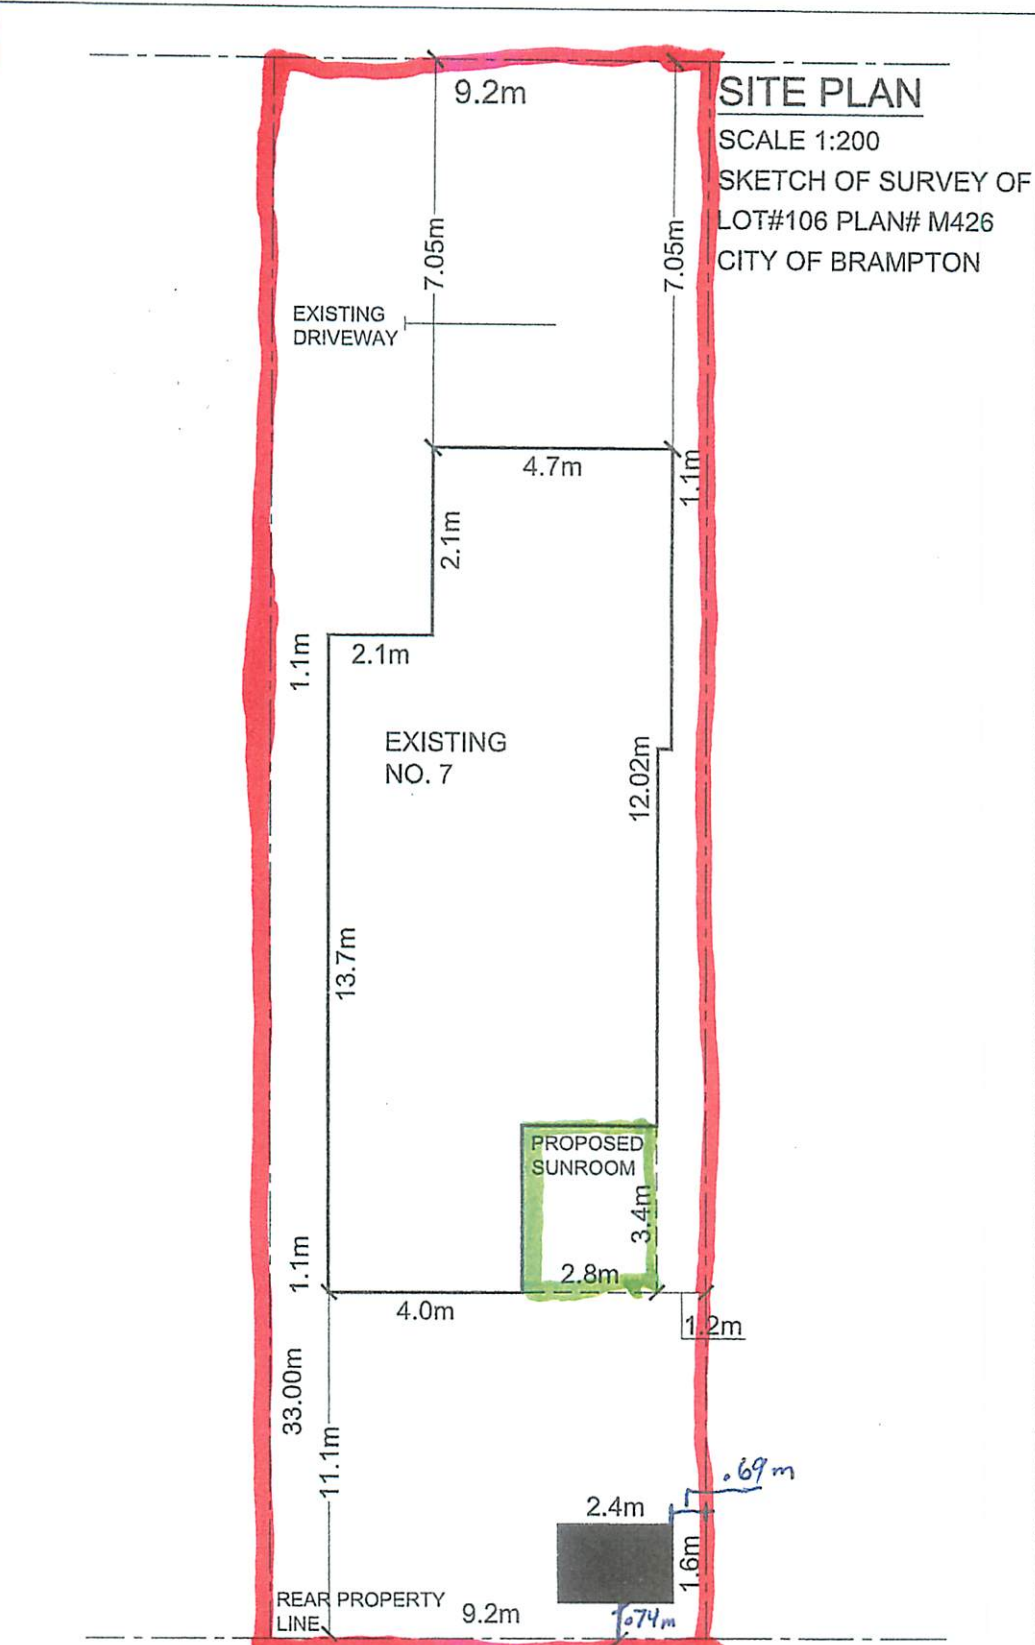 9.2m
SITE PLAN
SCALE 1:200
SKETCH OF SURVEY OF
LOT#106 PLAN# M426
CITY OF BRAMPTON
7.05m
7.05m
EXISTING
DRIVEWAY
4.7m
1.1m
2.1m
2.1m
1.1m
EXISTING
NO. 7
12.02m
13.7m
PROPOSED
SUNROOM
3.4m
2.8m
1.1m
4.0m
1.2m
33.00m
11.1m
.69m
2.4m
1.6m
REAR PROPERTY
LINE
9.2m
.74m